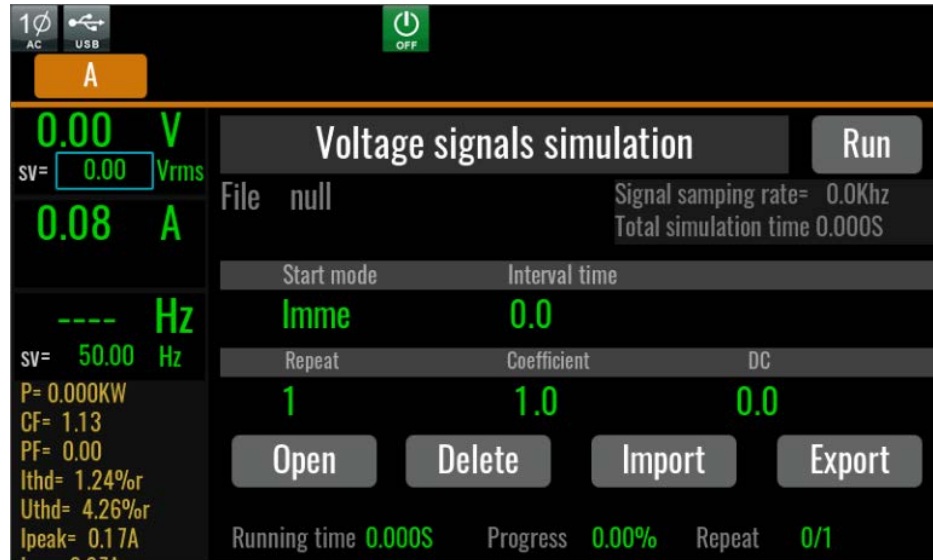 1Ø
AC
USB
OFF
A
0.00 V
sv= 0.00 Vrms
0.08 A
---- Hz
sv= 50.00 Hz
P= 0.000KW
CF= 1.13
PF= 0.00
Ithd= 1.24%r
Uthd= 4.26%r
Ipeak= 0.17A
Voltage signals simulation
Run
File null
Signal samping rate= 0.0Khz
Total simulation time 0.000S
Start mode Interval time
Imme 0.0
Repeat Coefficient DC
1 1.0 0.0
Open Delete Import Export
Running time 0.000S Progress 0.00% Repeat 0/1